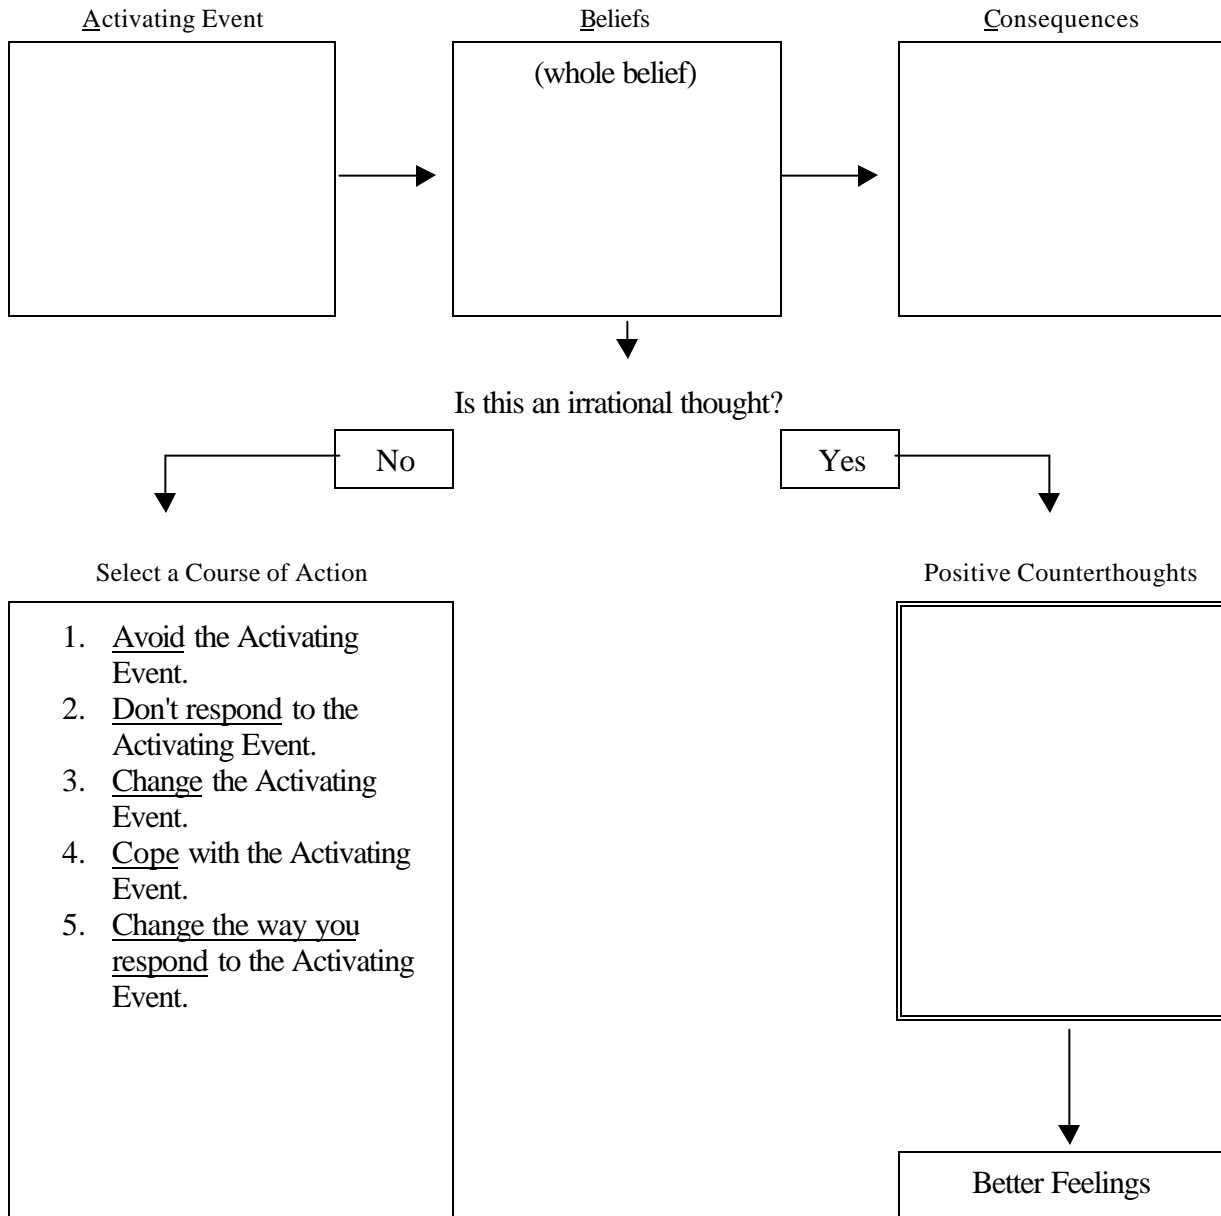 Activating Event
Beliefs
Consequences
(whole belief)
Is this an irrational thought?
No
Yes
Select a Course of Action
Positive Counterthoughts
1. Avoid the Activating
Event.
2. Don't respond to the
Activating Event.
3. Change the Activating
Event.
4. Cope with the Activating
Event.
5. Change the way you
respond to the Activating
Event.
Better Feelings